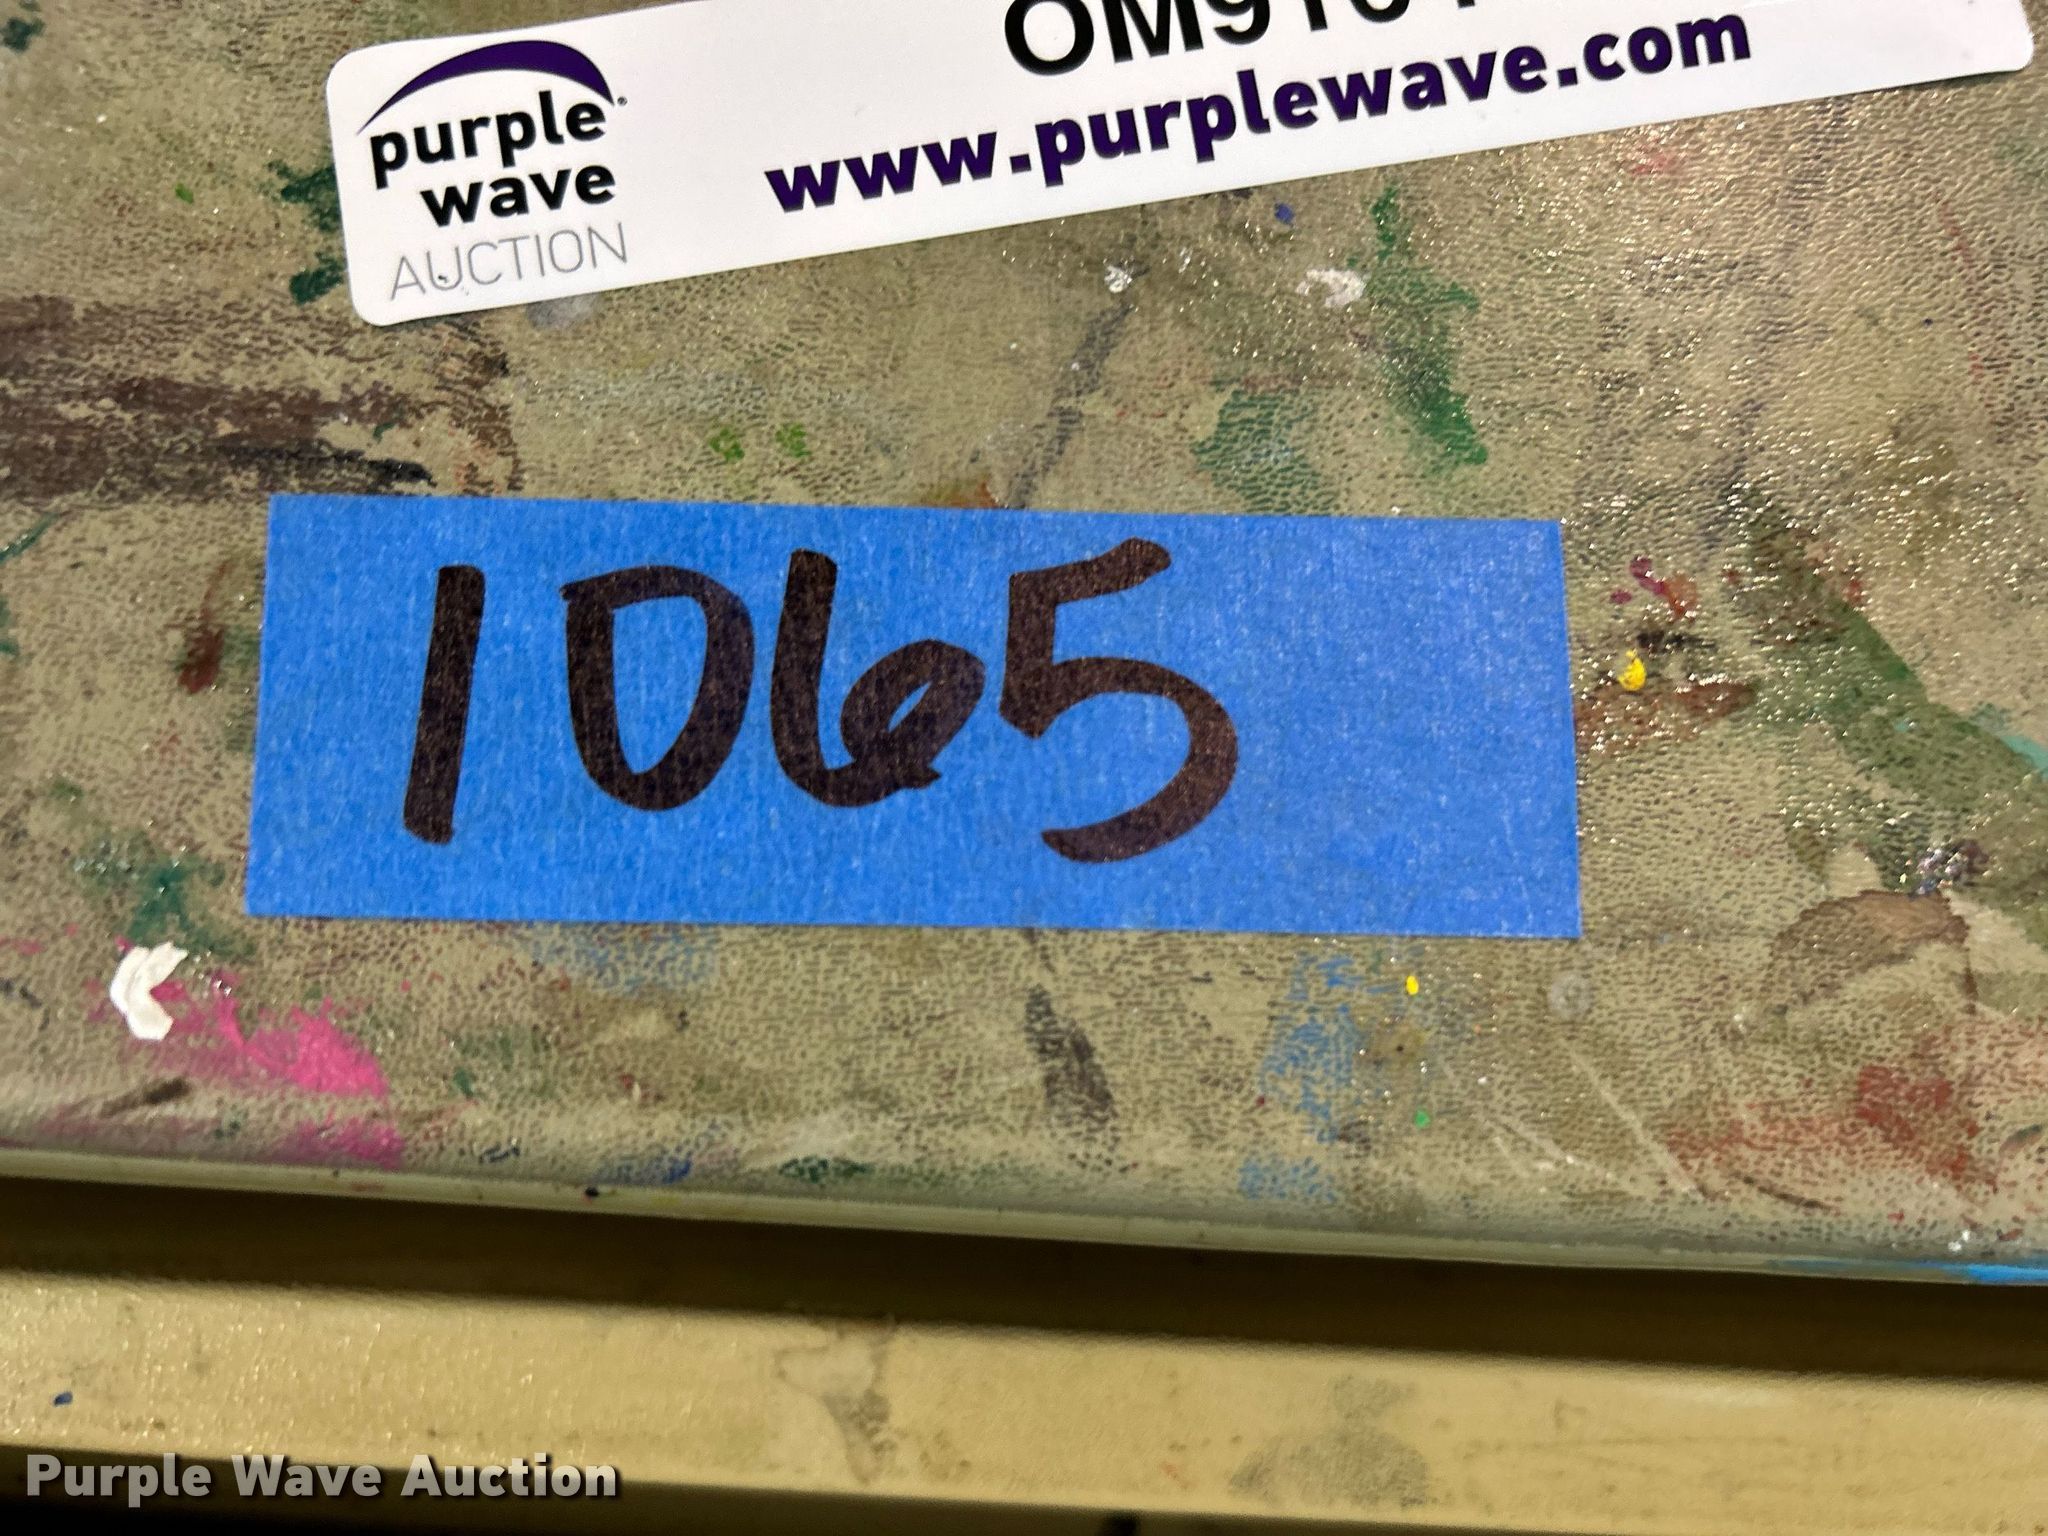 purple
wave
AUCTION
www.purplewave.com
1065
Purple Wave Auction